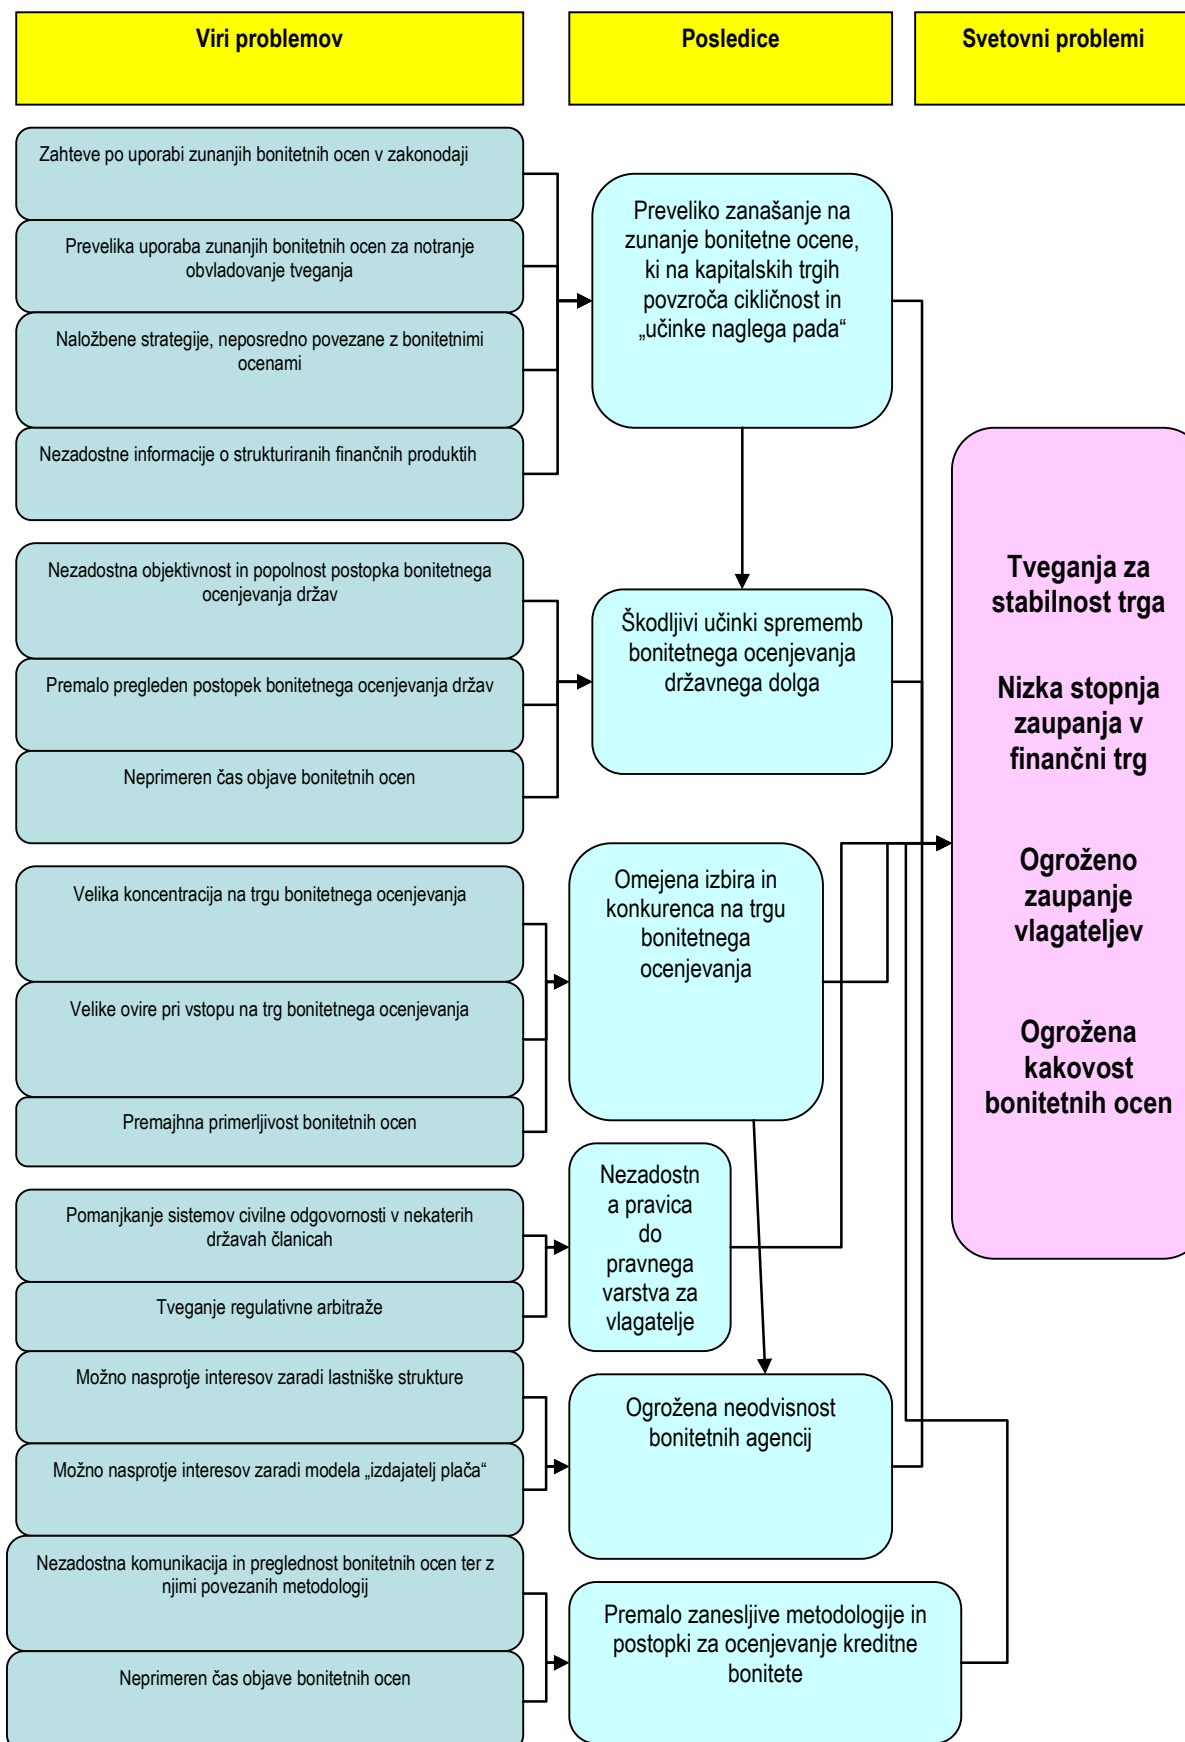 Viri problemov
Posledice
Svetovni problemi
Zahteve po uporabi zunanjih bonitetnih ocen v zakonodaji
Prevelika uporaba zunanjih bonitetnih ocen za notranje
obvladovanje tveganja
Naložbene strategije, neposredno povezane z bonitetnimi
ocenami
Nezadostne informacije o strukturiranih finančnih produktih
Preveliko zanašanje na
zunanje bonitetne ocene,
ki na kapitalskih trgih
povzroča cikličnost in
„učinke naglega pada“
Nezadostna objektivnost in popolnost postopka bonitetnega
ocenjevanja držav
Premalo pregleden postopek bonitetnega ocenjevanja držav
Neprimeren čas objave bonitetnih ocen
Škodljivi učinki sprememb
bonitetnega ocenjevanja
državnega dolga
Velika koncentracija na trgu bonitetnega ocenjevanja
Velike ovire pri vstopu na trg bonitetnega ocenjevanja
Premajhna primerljivost bonitetnih ocen
Omejena izbira in
konkurenca na trgu
bonitetnega
ocenjevanja
Pomanjkanje sistemov civilne odgovornosti v nekaterih
državah članicah
Tveganje regulativne arbitraže
Nezadostn
a pravica
do
pravnega
varstva za
vlagatelje
Možno nasprotje interesov zaradi lastniške strukture
Možno nasprotje interesov zaradi modela „izdajatelj plača“
Ogrožena neodvisnost
bonitetnih agencij
Nezadostna komunikacija in preglednost bonitetnih ocen ter z
njimi povezanih metodologij
Neprimeren čas objave bonitetnih ocen
Premalo zanesljive metodologije in
postopki za ocenjevanje kreditne
bonitete
Tveganja za
stabilnost trga
Nizka stopnja
zaupanja v
finančni trg
Ogroženo
zaupanje
vlagateljev
Ogrožena
kakovost
bonitetnih ocen